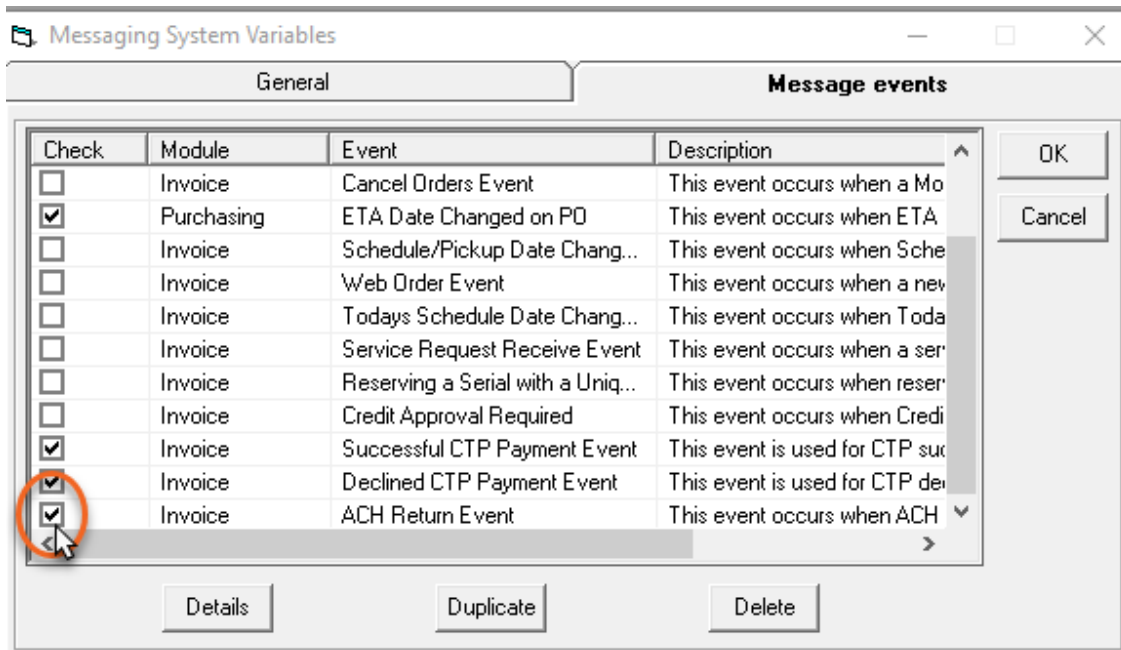 Messaging System Variables
General Message events
Check Module Event Description OK
Invoice Cancel Orders Event This event occurs when a Mo
Purchasing ETA Date Changed on PO This event occurs when ETA Cancel
Invoice Schedule/Pickup Date Chang... This event occurs when Sche
Invoice Web Order Event This event occurs when a new
Invoice Todays Schedule Date Chang... This event occurs when Toda
Invoice Service Request Receive Event This event occurs when a ser
Invoice Reserving a Serial with a Uniq... This event occurs when reser
Invoice Credit Approval Required This event occurs when Credi
Invoice Successful CTP Payment Event This event is used for CTP suc
Invoice Declined CTP Payment Event This event is used for CTP de
Invoice ACH Return Event This event occurs when ACH
Details Duplicate Delete